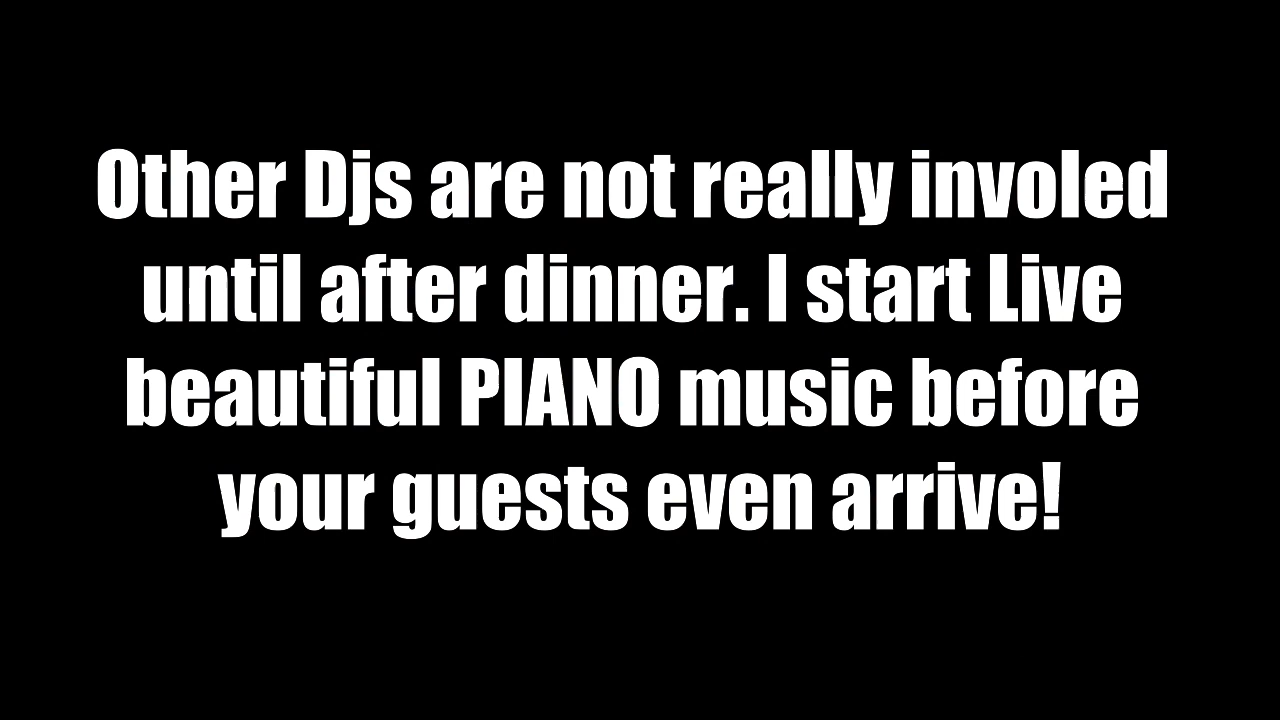 Other Djs are not really involed
until after dinner. I start Live
beautiful PIANO music before
your guests even arrive!